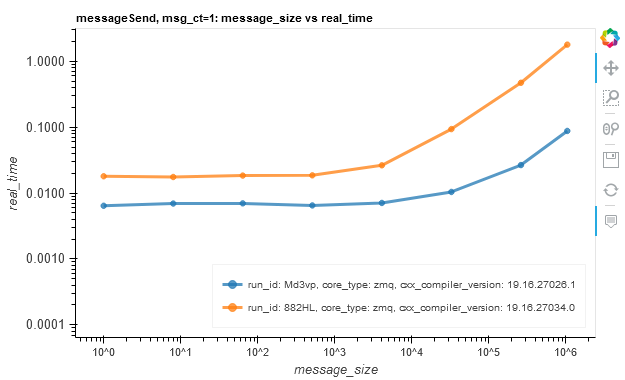 messageSend, msg_ct=1: message_size vs real_time
1.0000
0.1000
0.0100
0.0010
0.0001
real_time
run_id: Md3vp, core_type: zmq, cxx_compiler_version: 19.16.27026.1
run_id: 882HL, core_type: zmq, cxx_compiler_version: 19.16.27034.0
10^0 10^1 10^2 10^3 10^4 10^5 10^6
message_size